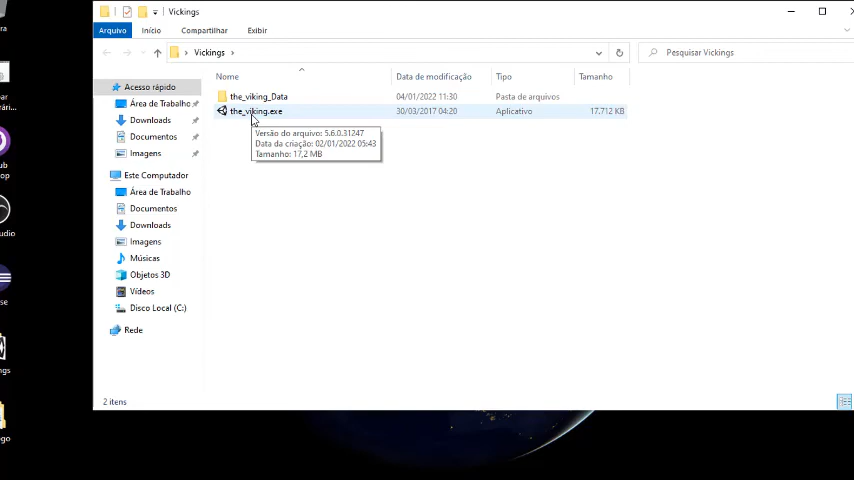 Vickings
Arquivo Início Compartilhar Exibir
Vickings
Pesquisar Vickings
Nome Data de modificação Tipo Tamanho
Acesso rápido
Área de Trabalho
Downloads
Documentos
Imagens
Este Computador
Área de Trabalho
Documentos
Downloads
Imagens
Músicas
Objetos 3D
Vídeos
Disco Local (C:)
Rede
the_viking_Data 04/01/2022 11:30 Pasta de arquivos
the_viking.exe 30/03/2017 04:20 Aplicativo 17.712 KB
Versão do arquivo: 5.6.0.31247
Data da criação: 02/01/2022 05:43
Tamanho: 17,2 MB
2 itens